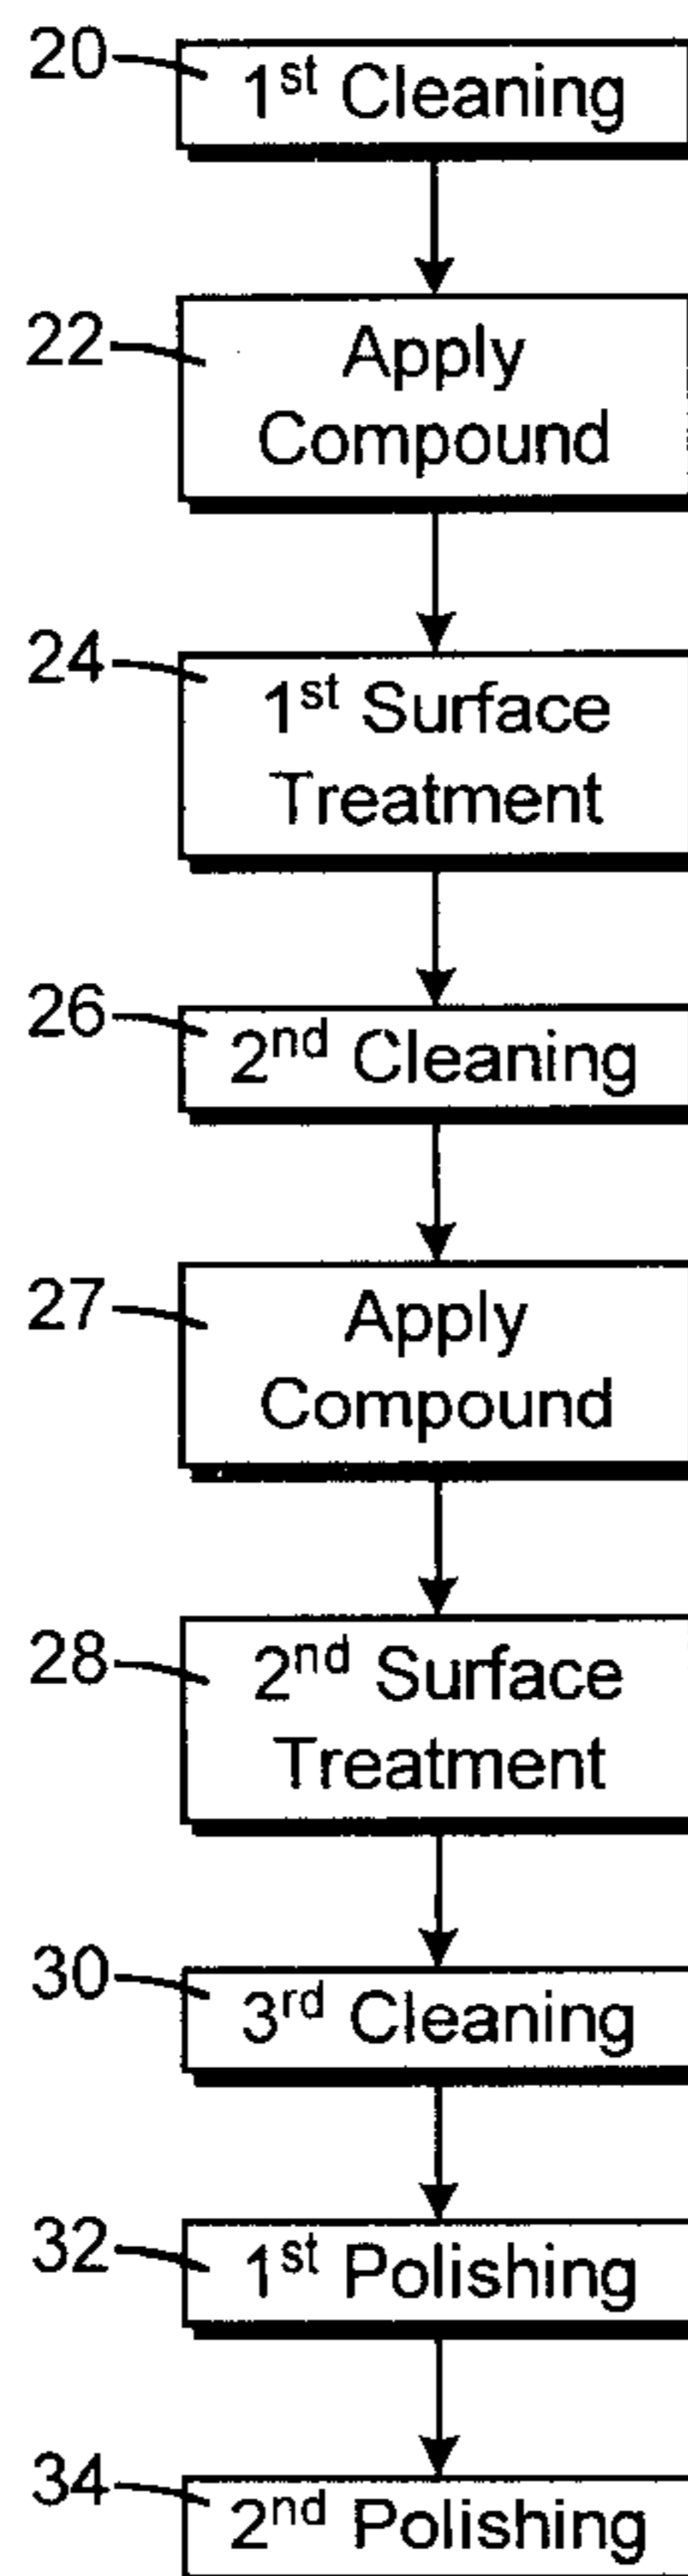 20
1st Cleaning
22
Apply
Compound
24
1st Surface
Treatment
26
2nd Cleaning
27
Apply
Compound
28
2nd Surface
Treatment
30
3rd Cleaning
32
1st Polishing
34
2nd Polishing